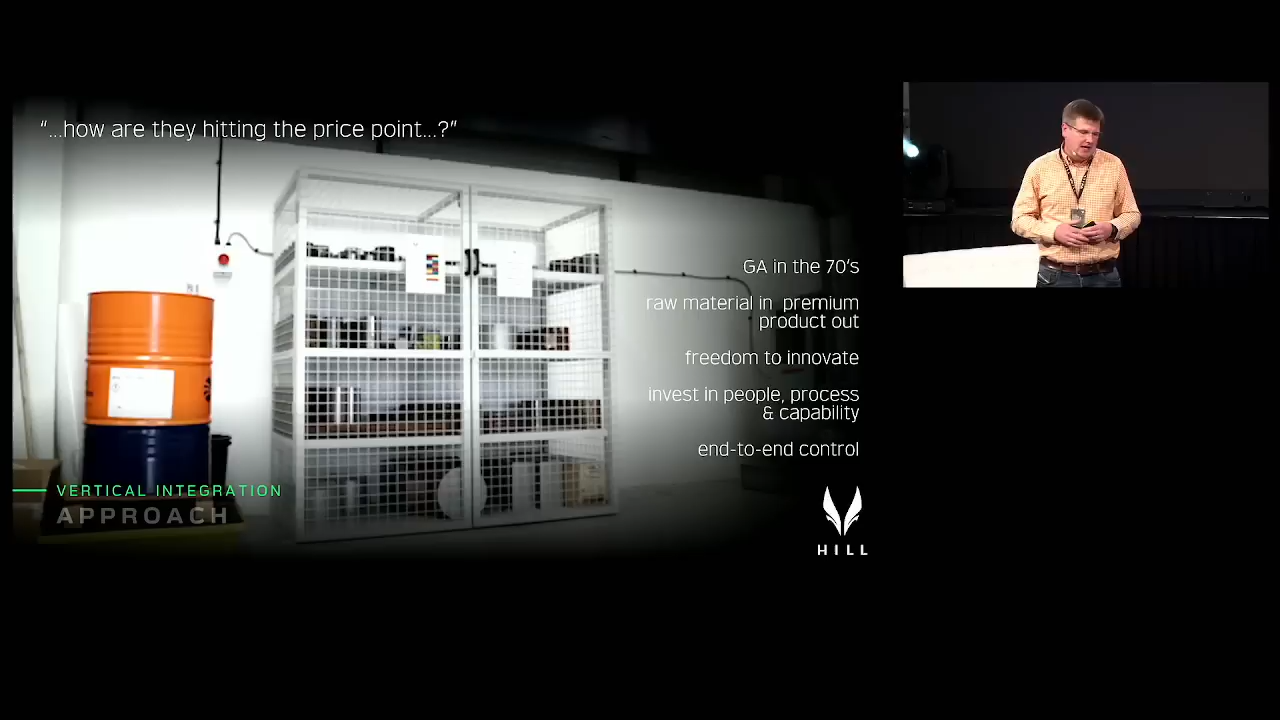 "...how are they hitting the price point...?"
GA in the 70's
raw material in premium
product out
freedom to innovate
invest in people, process
& capability
end-to-end control
VERTICAL INTEGRATION
APPROACH
HILL